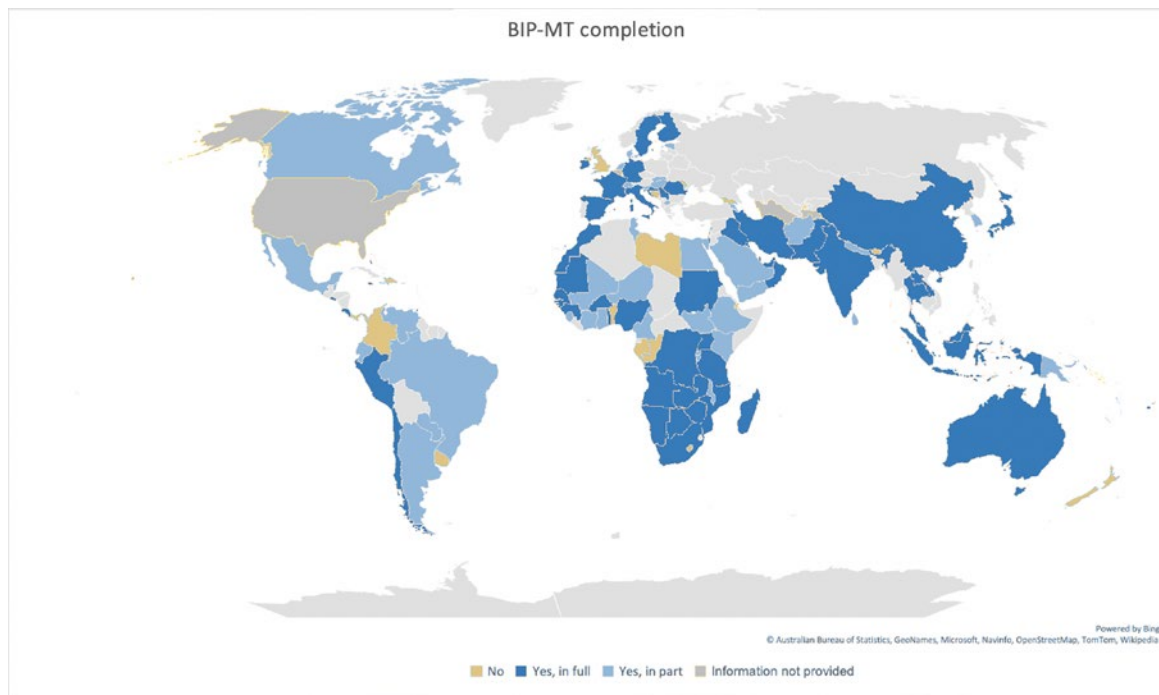 BIP-MT completion
Powered by Bing
© Australian Bureau of Statistics, GeoNames, Microsoft, Navinfo, OpenStreetMap, TomTom, Wikipedia
No Yes, in full Yes, in part Information not provided